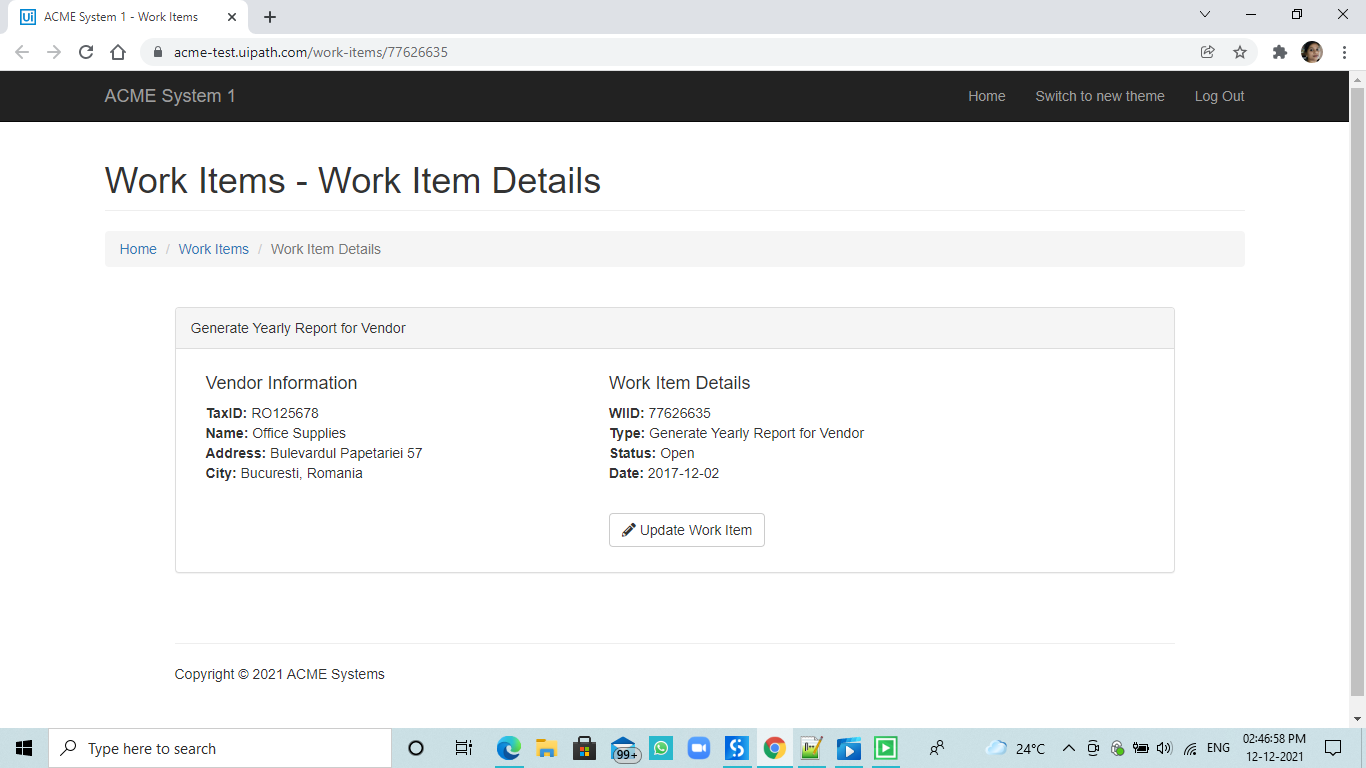 Ui ACME System 1 - Work Items
acme-test.uipath.com/work-items/77626635
ACME System 1 Home Switch to new theme Log Out
Work Items - Work Item Details
Home / Work Items / Work Item Details
Generate Yearly Report for Vendor
Vendor Information
TaxID: RO125678
Name: Office Supplies
Address: Bulevardul Papetariei 57
City: Bucuresti, Romania
Work Item Details
WIID: 77626635
Type: Generate Yearly Report for Vendor
Status: Open
Date: 2017-12-02
Update Work Item
Copyright © 2021 ACME Systems
Type here to search
99+
24°C
ENG
02:46:58 PM
12-12-2021